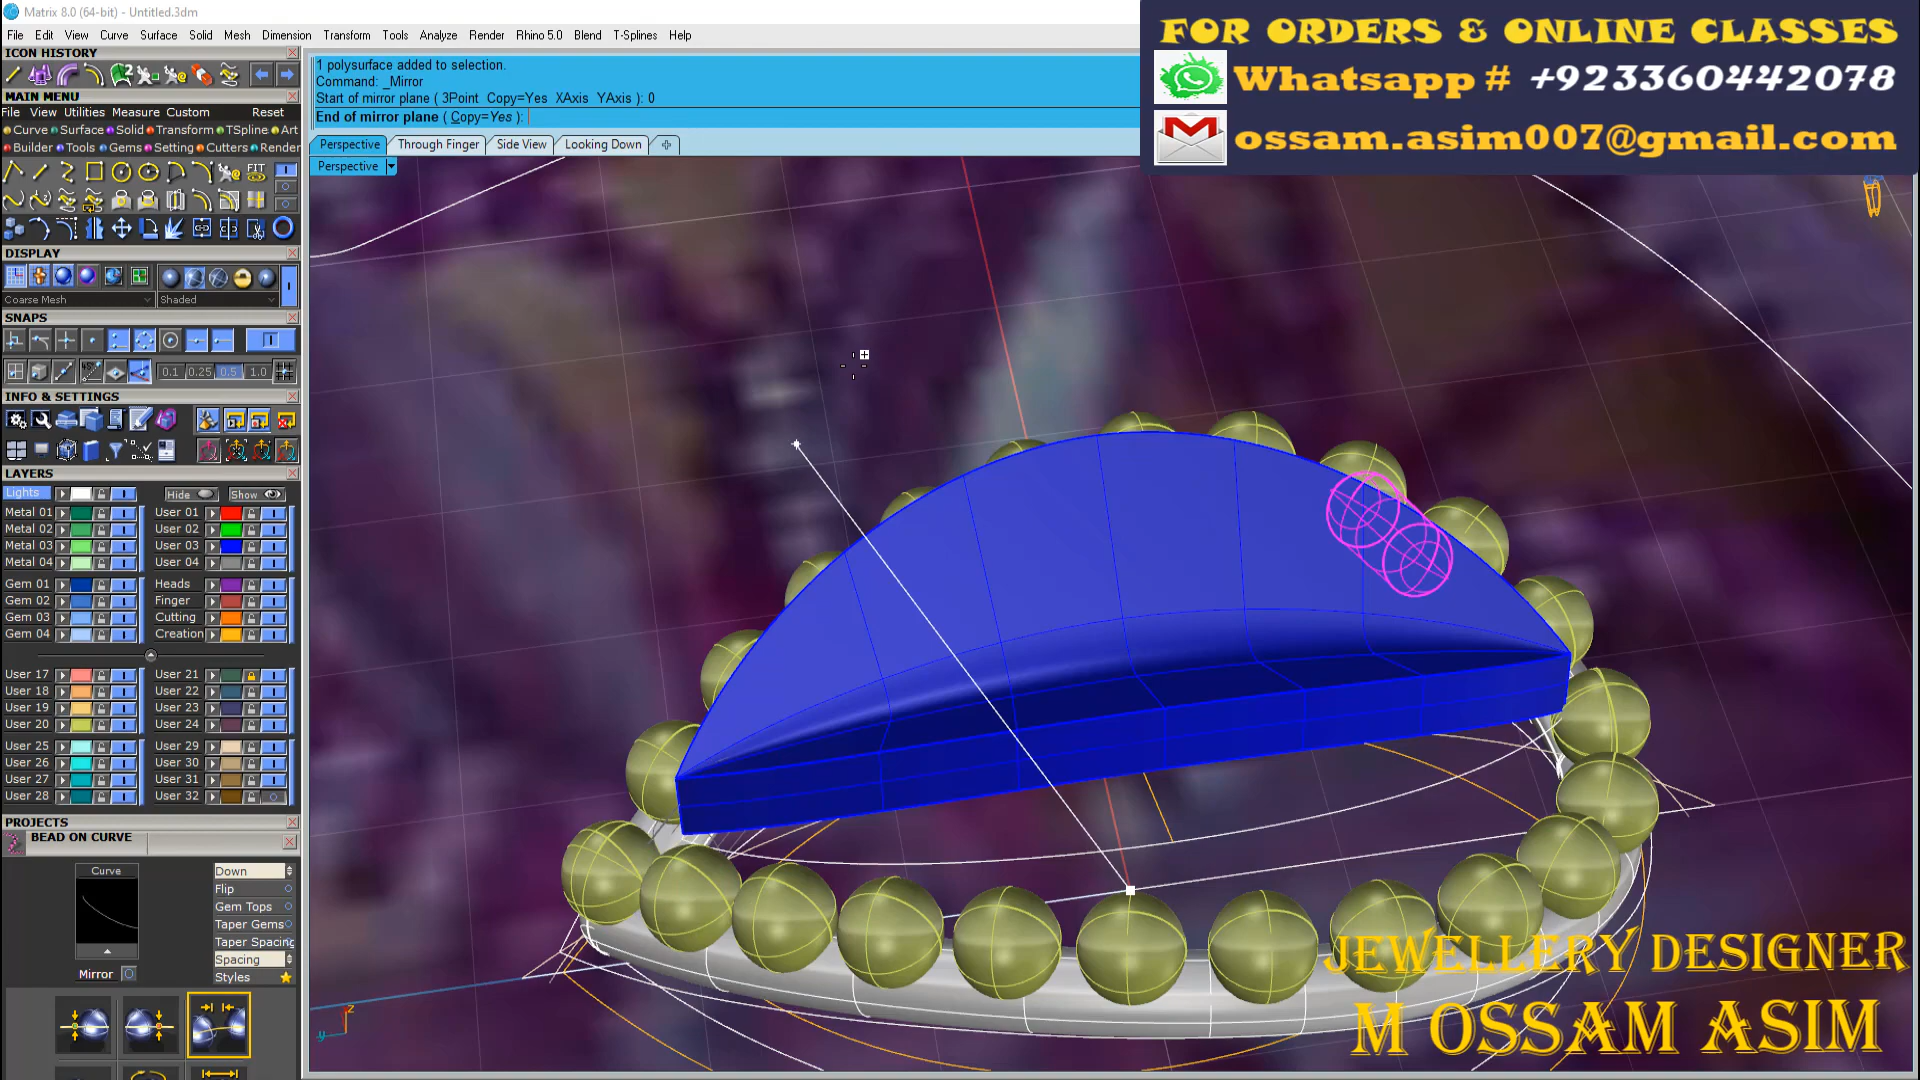 Matrix 8.0 (64-bit) - Untitled.3dm
File Edit View Curve Surface Solid Mesh Dimension Transform Tools Analyze Render Rhino 5.0 Blend T-Splines Help
FOR ORDERS & ONLINE CLASSES
Whatsapp # +923360442078
ossam.asim007@gmail.com
ICON HISTORY
1 polysurface added to selection.
Command: _Mirror
Start of mirror plane ( 3Point Copy=Yes XAxis YAxis ): 0
End of mirror plane ( Copy=Yes ):
MAIN MENU
File View Utilities Measure Custom Reset
Curve Surface Solid Transform TSpline Art
Builder Tools Gems Setting Cutters Render
Perspective Through Finger Side View Looking Down
Perspective
FIT
DISPLAY
Coarse Mesh Shaded
SNAPS
0.1 0.25 0.5 1.0
INFO & SETTINGS
LAYERS
Lights Hide Show
Metal 01 User 01
Metal 02 User 02
Metal 03 User 03
Metal 04 User 04
Gem 01 Heads
Gem 02 Finger
Gem 03 Cutting
Gem 04 Creation
User 17 User 21
User 18 User 22
User 19 User 23
User 20 User 24
User 25 User 29
User 26 User 30
User 27 User 31
User 28 User 32
PROJECTS
BEAD ON CURVE
Curve Down
Flip
Gem Tops
Taper Gems
Taper Spacing
Spacing
Mirror Styles
z
y
JEWELLERY DESIGNER
M OSSAM ASIM